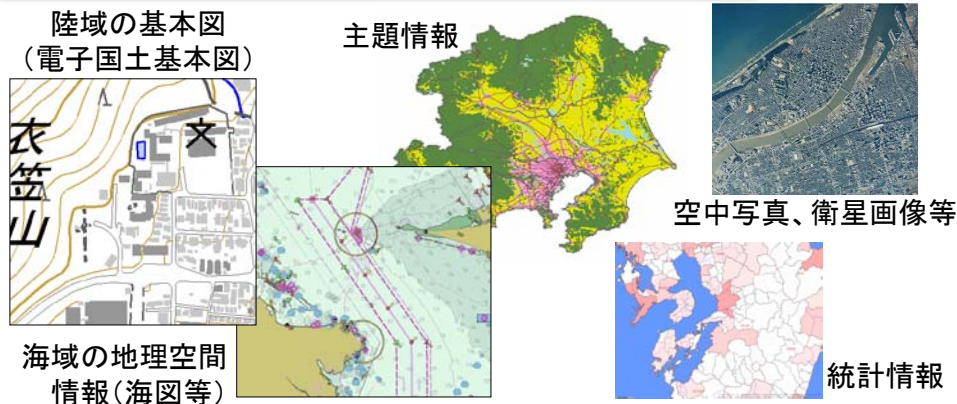 陸域の基本図
（電子国土基本図）
主題情報
衣笠山
文
空中写真、衛星画像等
海域の地理空間
情報（海図等）
統計情報